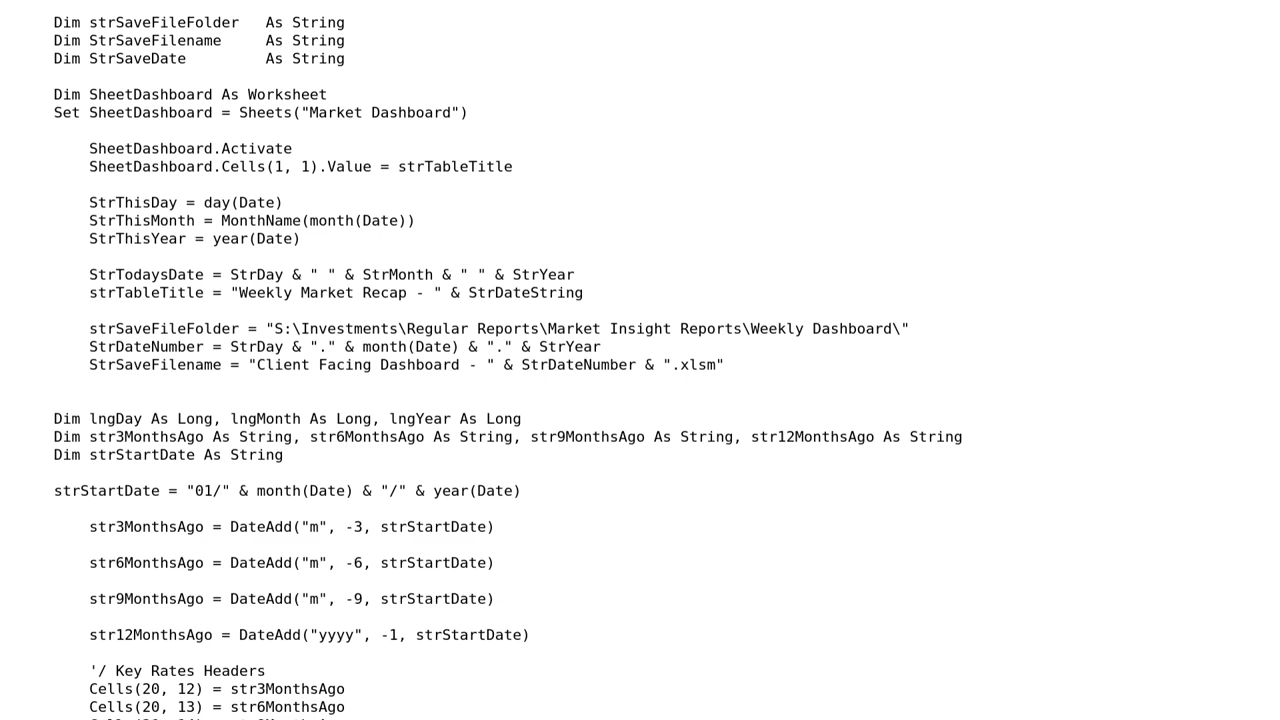 Dim strSaveFileFolder   As String
Dim StrSaveFilename     As String
Dim StrSaveDate         As String
Dim SheetDashboard As Worksheet
Set SheetDashboard = Sheets("Market Dashboard")
SheetDashboard.Activate
SheetDashboard.Cells(1, 1).Value = strTableTitle
StrThisDay = day(Date)
StrThisMonth = MonthName(month(Date))
StrThisYear = year(Date)
StrTodaysDate = StrDay & " " & StrMonth & " " & StrYear
strTableTitle = "Weekly Market Recap - " & StrDateString
strSaveFileFolder = "S:\Investments\Regular Reports\Market Insight Reports\Weekly Dashboard\"
StrDateNumber = StrDay & "." & month(Date) & "." & StrYear
StrSaveFilename = "Client Facing Dashboard - " & StrDateNumber & ".xlsm"
Dim lngDay As Long, lngMonth As Long, lngYear As Long
Dim str3MonthsAgo As String, str6MonthsAgo As String, str9MonthsAgo As String, str12MonthsAgo As String
Dim strStartDate As String
strStartDate = "01/" & month(Date) & "/" & year(Date)
str3MonthsAgo = DateAdd("m", -3, strStartDate)
str6MonthsAgo = DateAdd("m", -6, strStartDate)
str9MonthsAgo = DateAdd("m", -9, strStartDate)
str12MonthsAgo = DateAdd("yyyy", -1, strStartDate)
'/ Key Rates Headers
Cells(20, 12) = str3MonthsAgo
Cells(20, 13) = str6MonthsAgo